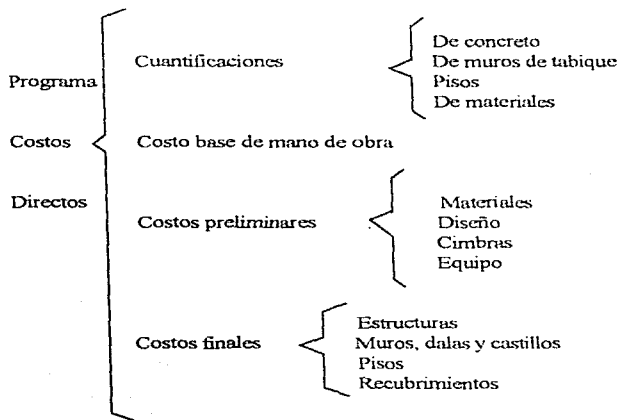 Programa
Costos
Directos
Cuantificaciones
De concreto
De muros de tabique
Pisos
De materiales
Costo base de mano de obra
Costos preliminares
Materiales
Diseño
Cimbras
Equipo
Costos finales
Estructuras
Muros, dalas y castillos
Pisos
Recubrimientos